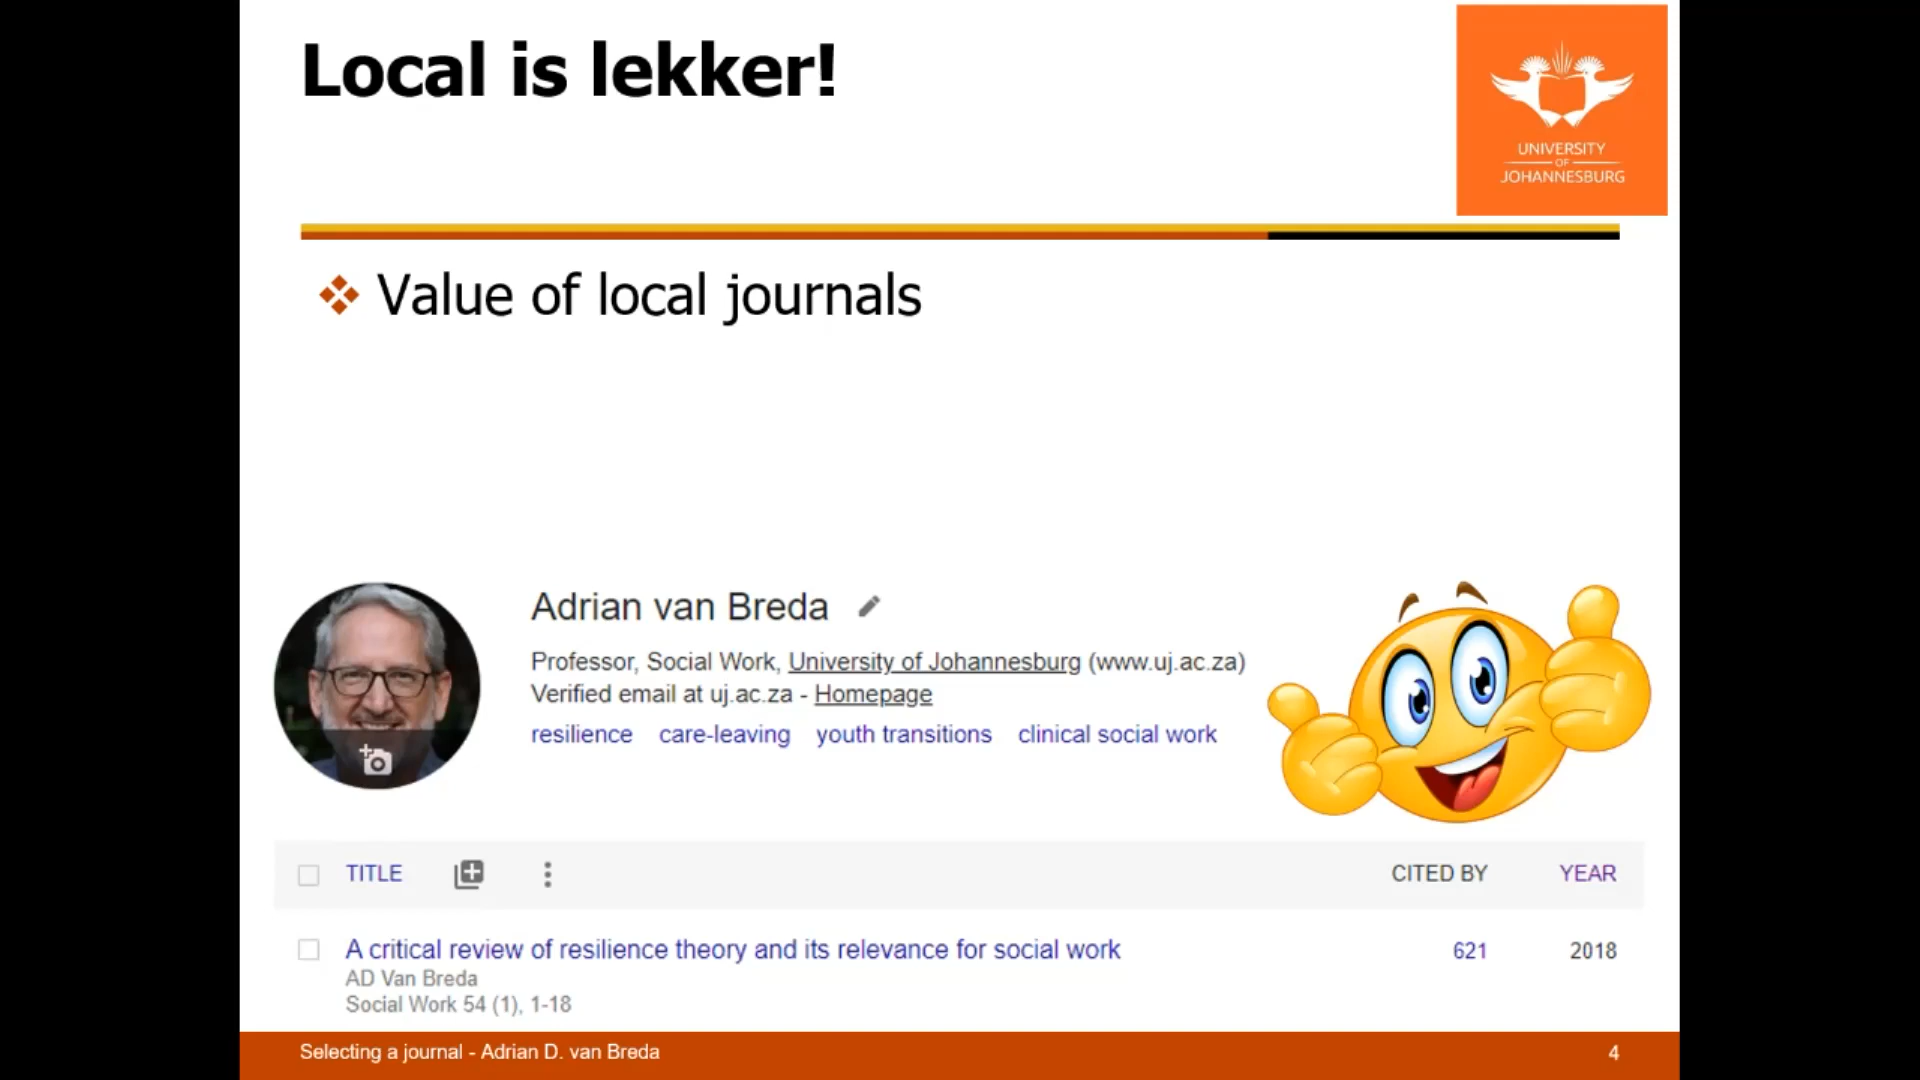 Local is lekker!
UNIVERSITY
OF
JOHANNESBURG
Value of local journals
Adrian van Breda
Professor, Social Work, University of Johannesburg (www.uj.ac.za)
Verified email at uj.ac.za - Homepage
resilience care-leaving youth transitions clinical social work
TITLE CITED BY YEAR
A critical review of resilience theory and its relevance for social work 621 2018
AD Van Breda
Social Work 54 (1), 1-18
Selecting a journal - Adrian D. van Breda 4